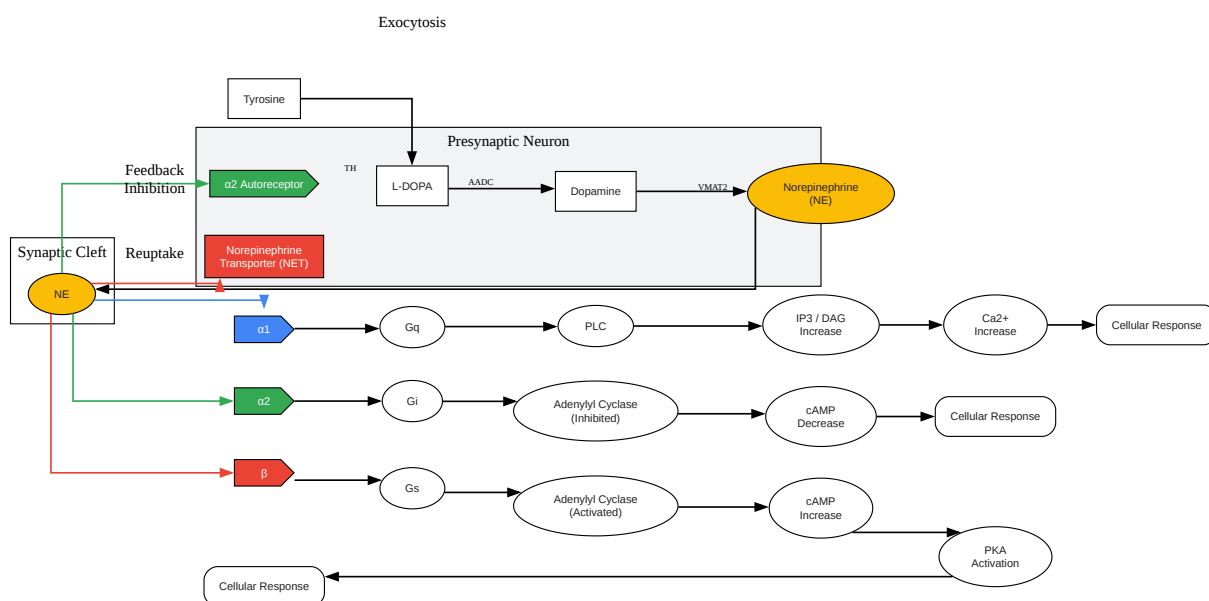 Exocytosis
Tyrosine
Presynaptic Neuron
Feedback
Inhibition
α2 Autoreceptor
TH
L-DOPA
AADC
Dopamine
VMAT2
Norepinephrine
(NE)
Synaptic Cleft
Reuptake
Norepinephrine
Transporter (NET)
NE
α1
Gq
PLC
IP3 / DAG
Increase
Ca2+
Increase
Cellular Response
α2
Gi
Adenylyl Cyclase
(Inhibited)
cAMP
Decrease
Cellular Response
β
Gs
Adenylyl Cyclase
(Activated)
cAMP
Increase
PKA
Activation
Cellular Response